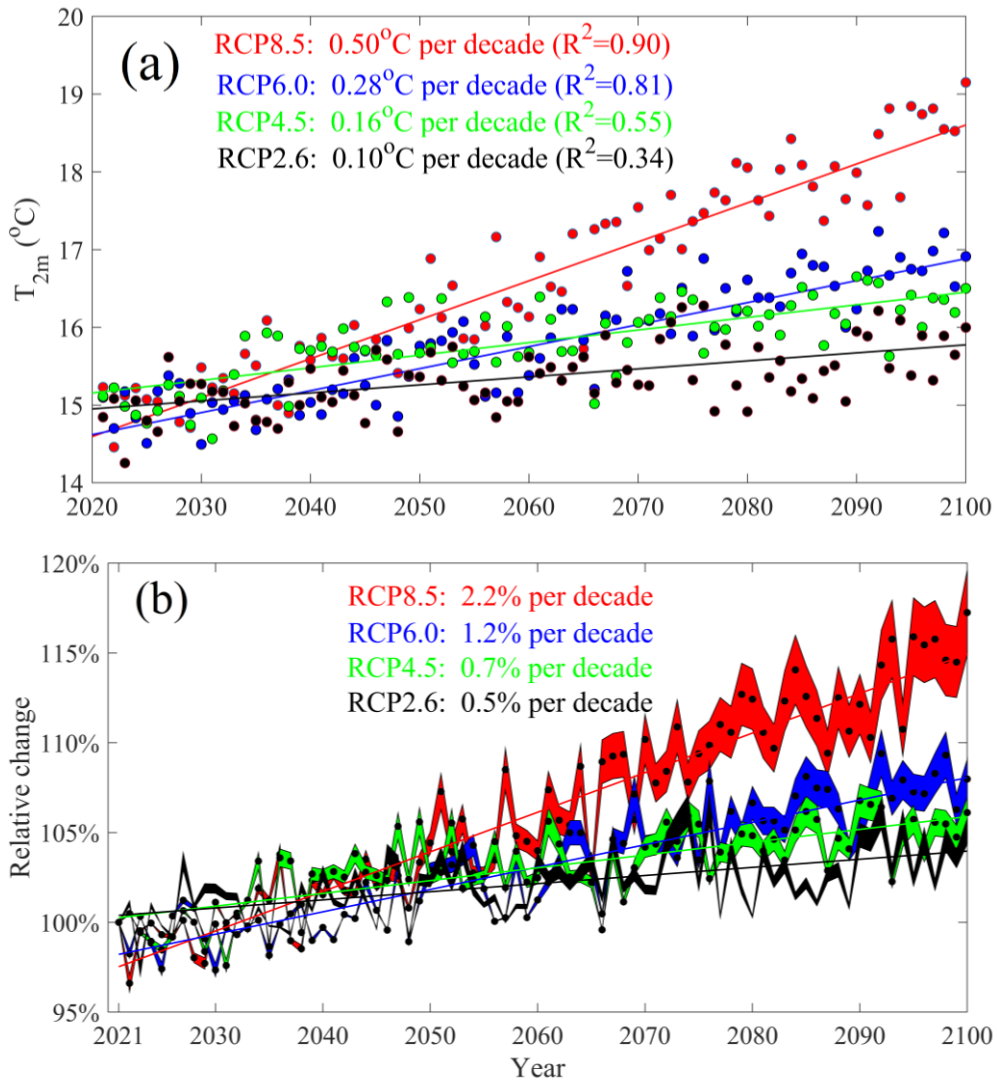 20
19
18
17
16
15
14
T2m (°C)
(a)
RCP8.5: 0.50°C per decade (R²=0.90)
RCP6.0: 0.28°C per decade (R²=0.81)
RCP4.5: 0.16°C per decade (R²=0.55)
RCP2.6: 0.10°C per decade (R²=0.34)
2020 2030 2040 2050 2060 2070 2080 2090 2100
120%
115%
110%
105%
100%
95%
Relative change
(b)
RCP8.5: 2.2% per decade
RCP6.0: 1.2% per decade
RCP4.5: 0.7% per decade
RCP2.6: 0.5% per decade
2021 2030 2040 2050 2060 2070 2080 2090 2100
Year